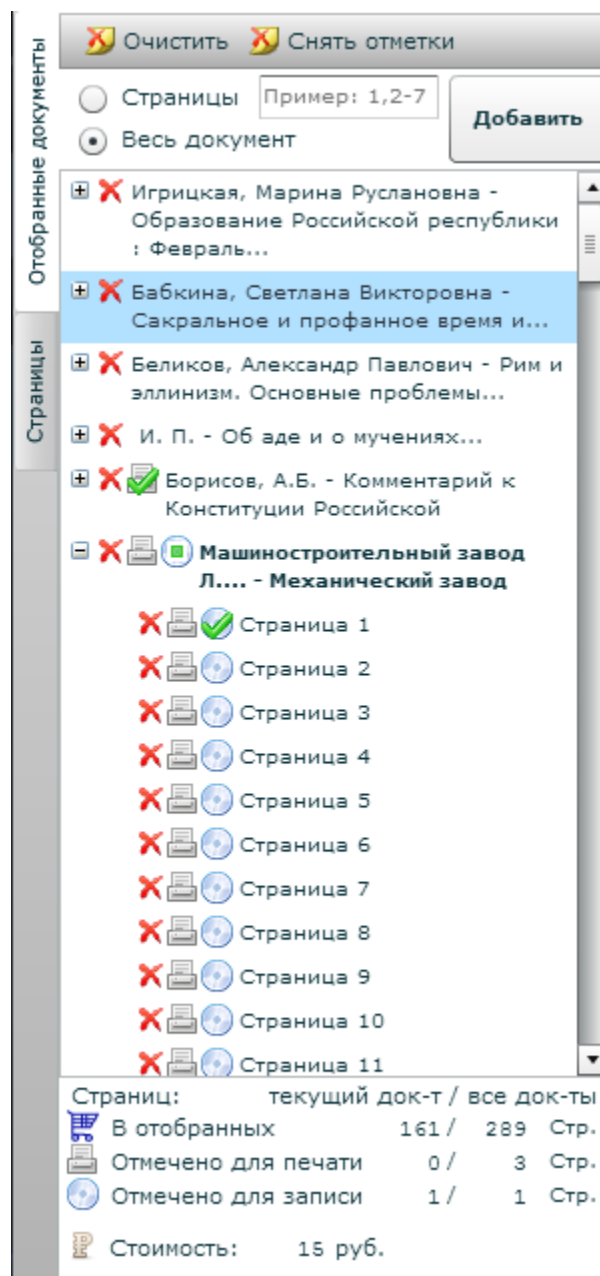 Очистить Снять отметки
Страницы Пример: 1,2-7
Весь документ
Добавить
Отобранные документы
Страницы
Игрицкая, Марина Руслановна -
Образование Российской республики
: Февраль...
Бабкина, Светлана Викторовна -
Сакральное и профанное время и...
Беликов, Александр Павлович - Рим и
эллинизм. Основные проблемы...
И. П. - Об аде и о мучениях...
Борисов, А.Б. - Комментарий к
Конституции Российской
Машиностроительный завод
Л.... - Механический завод
Страница 1
Страница 2
Страница 3
Страница 4
Страница 5
Страница 6
Страница 7
Страница 8
Страница 9
Страница 10
Страница 11
Страниц: текущий док-т / все док-ты
В отобранных 161 / 289 Стр.
Отмечено для печати 0 / 3 Стр.
Отмечено для записи 1 / 1 Стр.
Стоимость: 15 руб.